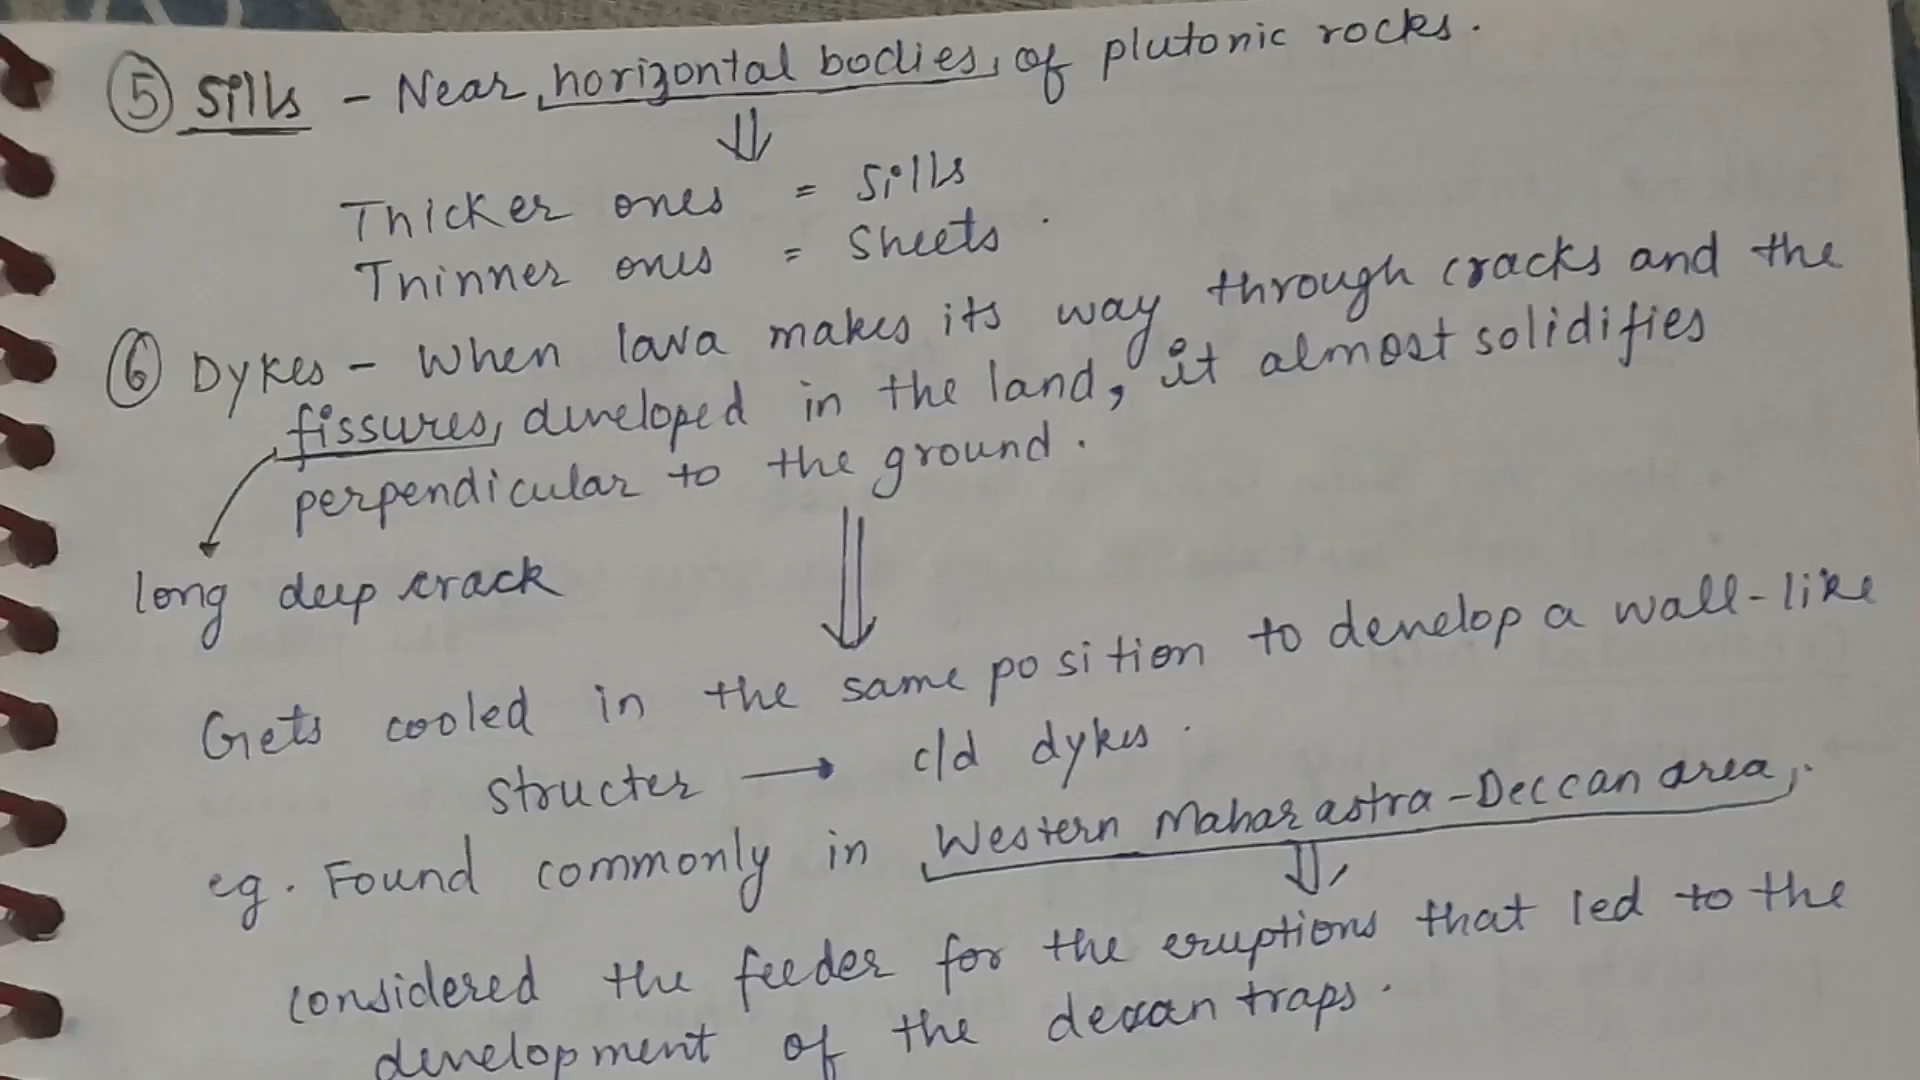 ⑤ Sills - Near horizontal bodies of plutonic rocks.
⇓
Thicker ones = Sills
Thinner ones = Sheets.
⑥ Dykes - When lava makes its way through cracks and the
fissures, developed in the land, it almost solidifies
perpendicular to the ground.
long deep crack
⇓
Gets cooled in the same position to develop a wall-like
structer → c/d dykes.
eg. Found commonly in Western Maharastra-Deccan area,.
⇓
considered the feeder for the eruptions that led to the
development of the deccan traps.